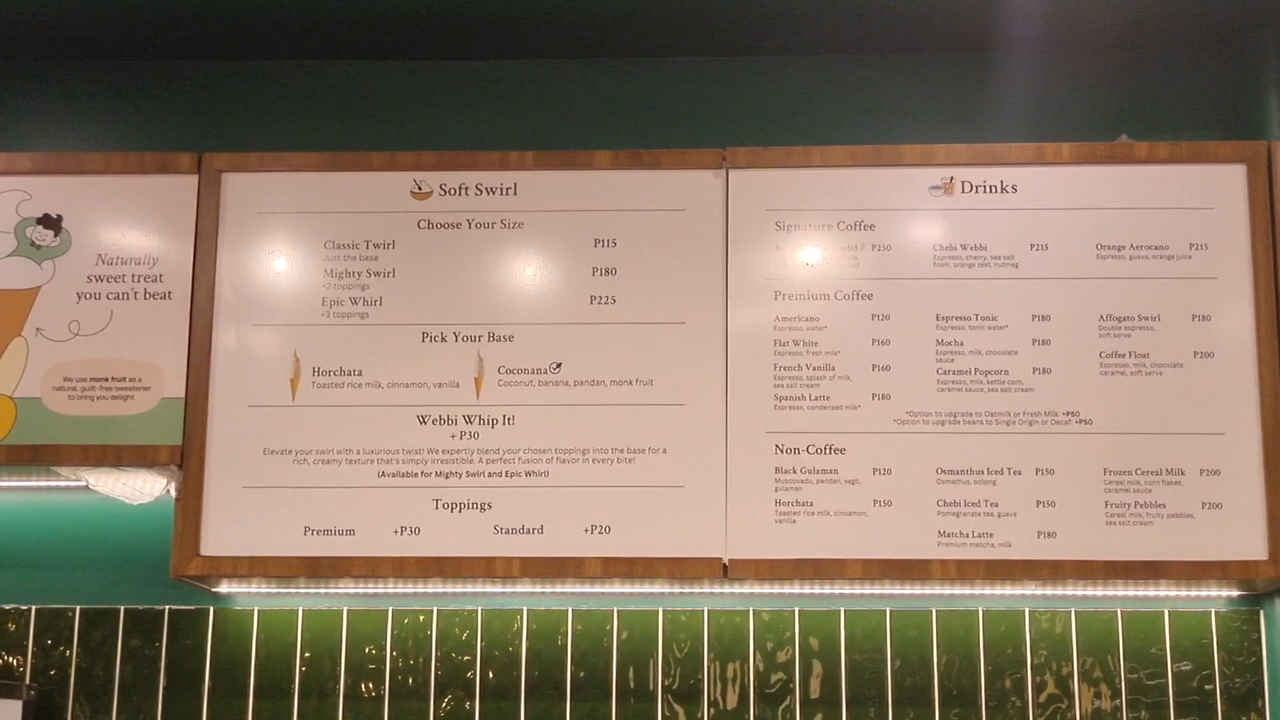 Naturally
sweet treat
you can't beat
We use monk fruit as a
natural, guilt-free sweetener
to bring you delight
Soft Swirl
Choose Your Size
Classic Twirl P115
Just the base
Mighty Swirl P180
+2 toppings
Epic Whirl P225
+3 toppings
Pick Your Base
Horchata
Toasted rice milk, cinnamon, vanilla
Coconana
Coconut, banana, pandan, monk fruit
Webbi Whip It!
+ P30
Elevate your swirl with a luxurious twist! We expertly blend your chosen toppings into the base for a
rich, creamy texture that's simply irresistible. A perfect fusion of flavor in every bite!
(Available for Mighty Swirl and Epic Whirl)
Toppings
Premium +P30 Standard +P20
Drinks
Signature Coffee
P250
Chebi Webbi P215
Espresso, cherry, sea salt
foam, orange zest, nutmeg
Orange Aerocano P215
Espresso, guava, orange juice
Premium Coffee
Americano P120
Espresso, water*
Flat White P160
Espresso, fresh milk*
French Vanilla P160
Espresso, splash of milk,
sea salt cream
Spanish Latte P180
Espresso, condensed milk*
Espresso Tonic P180
Espresso, tonic water*
Mocha P180
Espresso, milk, chocolate
sauce
Caramel Popcorn P180
Espresso, milk, kettle corn,
caramel sauce, sea salt cream
Affogato Swirl P180
Double espresso,
soft serve
Coffee Float P200
Espresso, milk, chocolate,
caramel, soft serve
*Option to upgrade to Oatmilk or Fresh Milk: +P50
*Option to upgrade beans to Single Origin or Decaf: +P50
Non-Coffee
Black Gulaman P120
Muscovado, pandan, sago,
gulaman
Horchata P150
Toasted rice milk, cinnamon,
vanilla
Osmanthus Iced Tea P150
Osmathus, oolong
Chebi Iced Tea P150
Pomegranate tea, guava
Matcha Latte P180
Premium matcha, milk
Frozen Cereal Milk P200
Cereal milk, corn flakes,
caramel sauce
Fruity Pebbles P200
Cereal milk, fruity pebbles,
sea salt cream